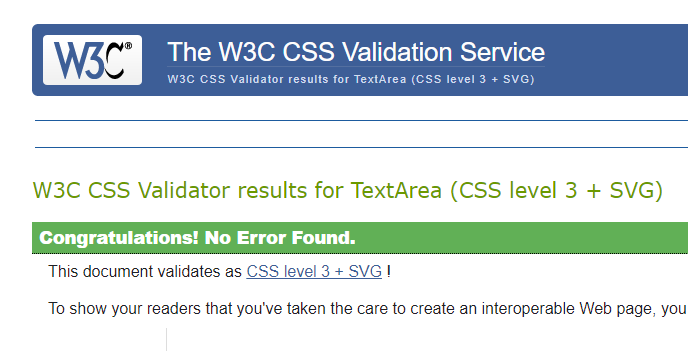 W3C®
The W3C CSS Validation Service
W3C CSS Validator results for TextArea (CSS level 3 + SVG)
W3C CSS Validator results for TextArea (CSS level 3 + SVG)
Congratulations! No Error Found.
This document validates as CSS level 3 + SVG !
To show your readers that you've taken the care to create an interoperable Web page, you